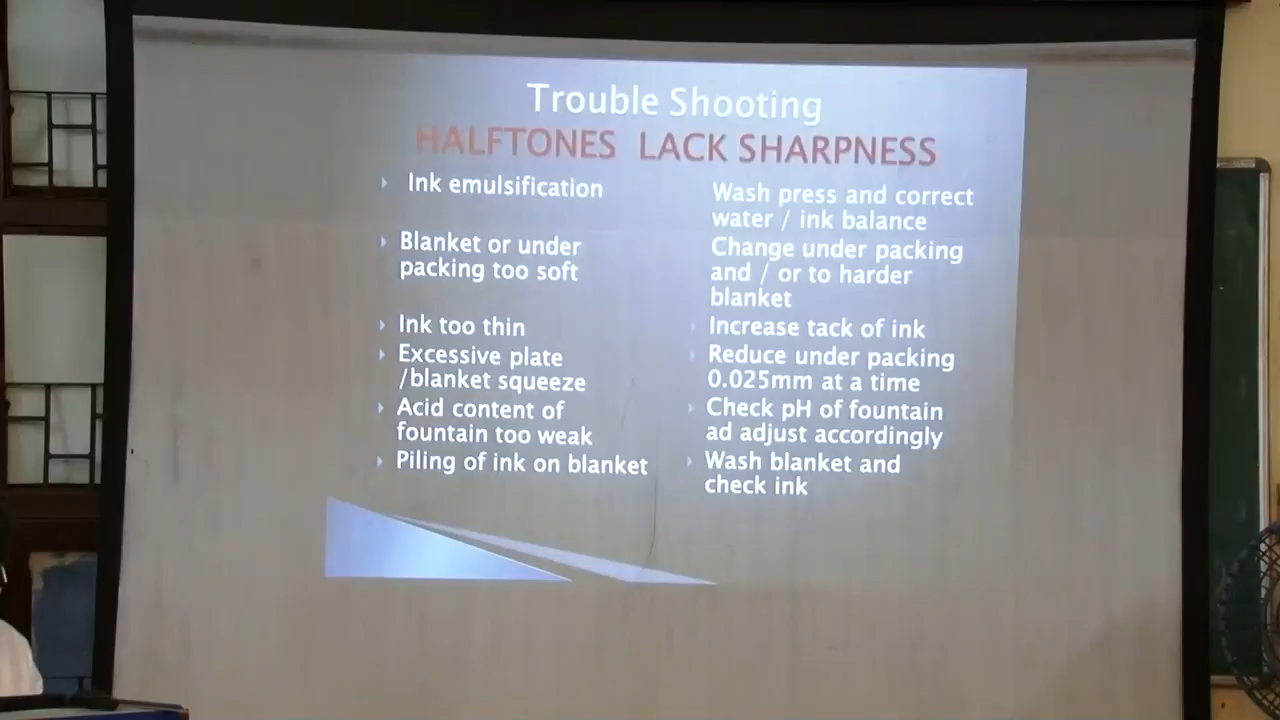 Trouble Shooting
HALFTONES LACK SHARPNESS
Ink emulsification
Wash press and correct
water / ink balance
Blanket or under
packing too soft
Change under packing
and / or to harder
blanket
Ink too thin
Increase tack of ink
Excessive plate
/blanket squeeze
Reduce under packing
0.025mm at a time
Acid content of
fountain too weak
Check pH of fountain
ad adjust accordingly
Piling of ink on blanket
Wash blanket and
check ink